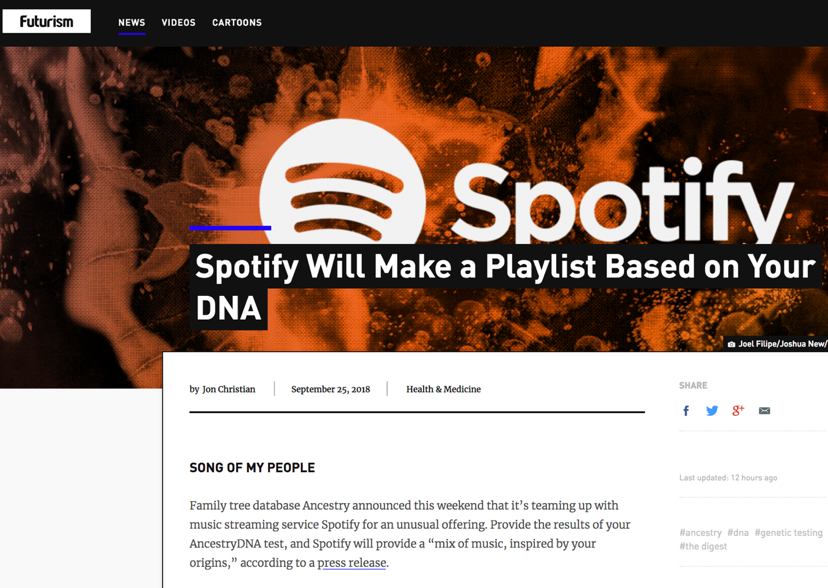 Futurism
NEWS VIDEOS CARTOONS
Spotify
Spotify Will Make a Playlist Based on Your
DNA
Joel Filipe/Joshua New/
by Jon Christian September 25, 2018 Health & Medicine
SHARE
f g+
SONG OF MY PEOPLE
Last updated: 12 hours ago
Family tree database Ancestry announced this weekend that it’s teaming up with
music streaming service Spotify for an unusual offering. Provide the results of your
AncestryDNA test, and Spotify will provide a “mix of music, inspired by your
origins,” according to a press release.
#ancestry #dna #genetic testing
#the digest